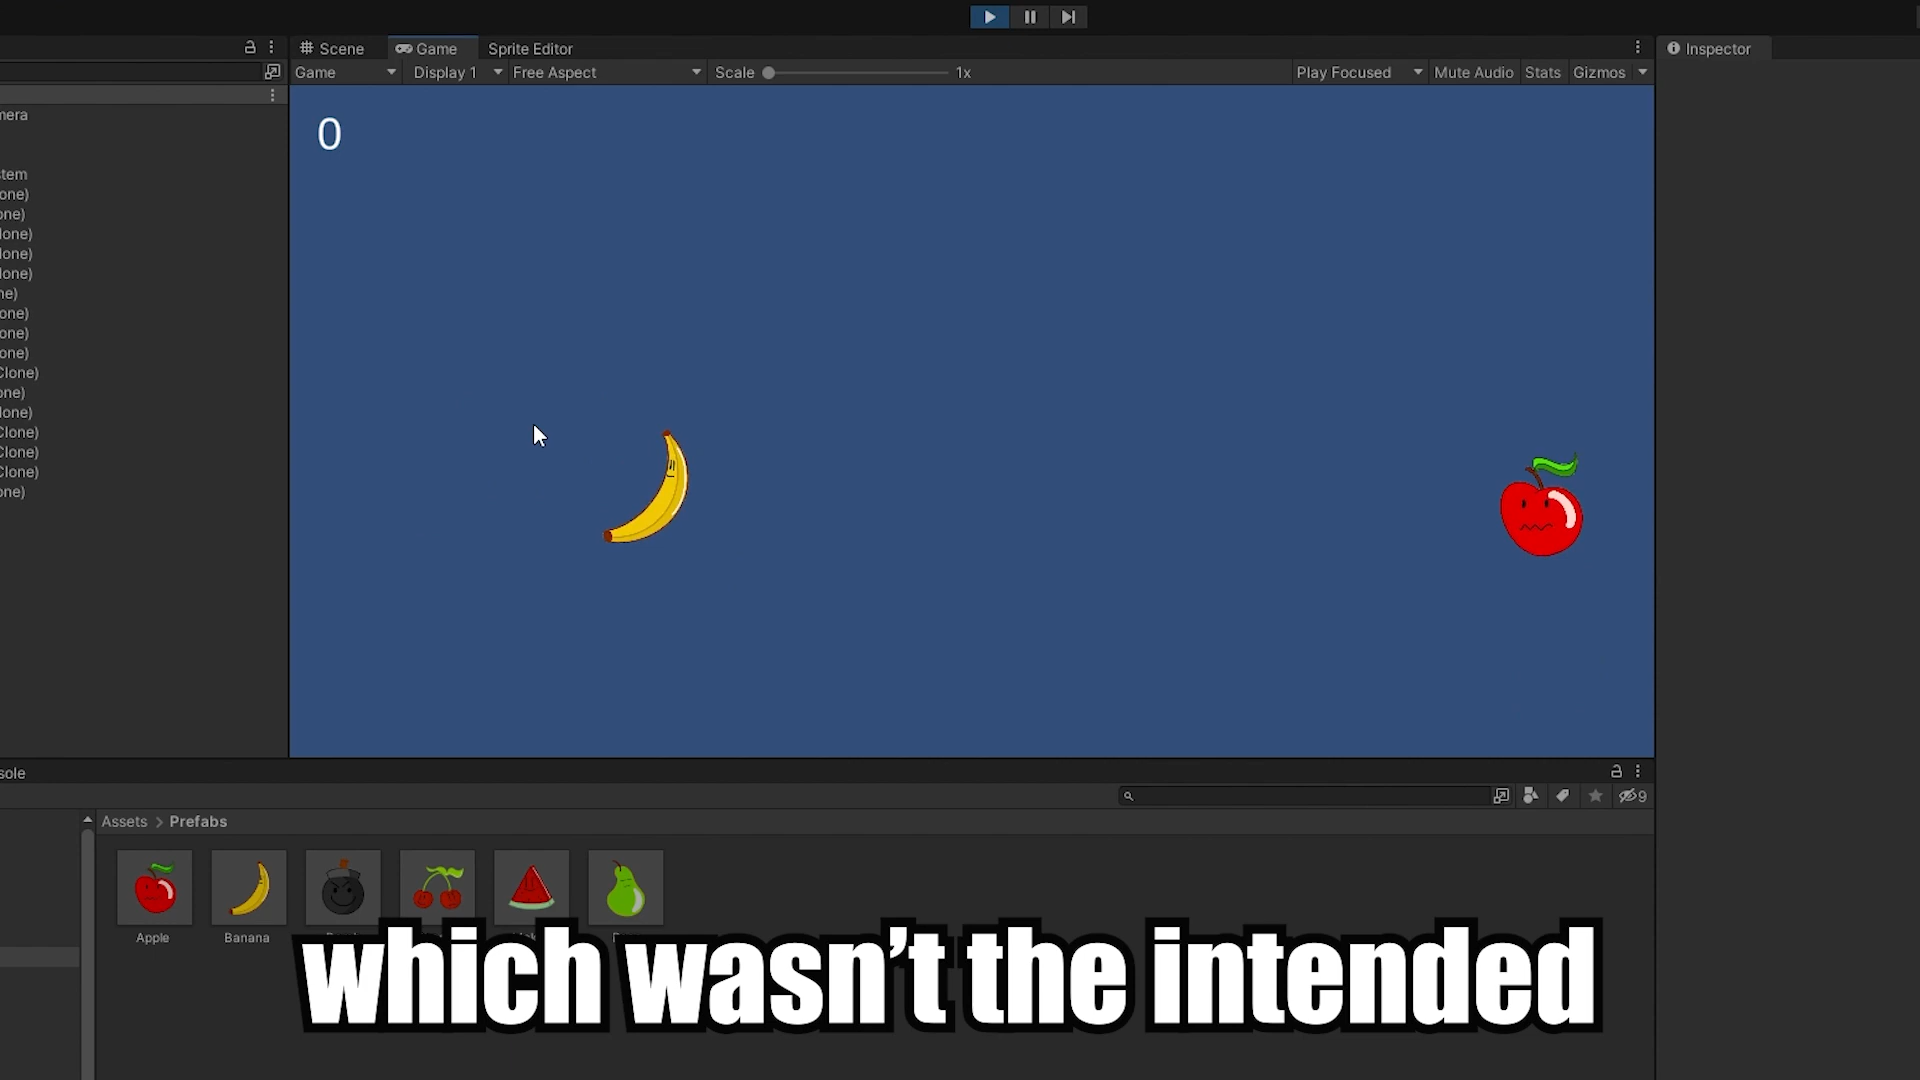 Scene Game Sprite Editor Inspector
Game Display 1 Free Aspect Scale 1x Play Focused Mute Audio Stats Gizmos
nera
0
stem
one)
one)
lone)
lone)
lone)
ne)
one)
one)
one)
Clone)
one)
lone)
Clone)
Clone)
Clone)
one)
sole
9
Assets > Prefabs
Apple Banana
which wasn't the intended